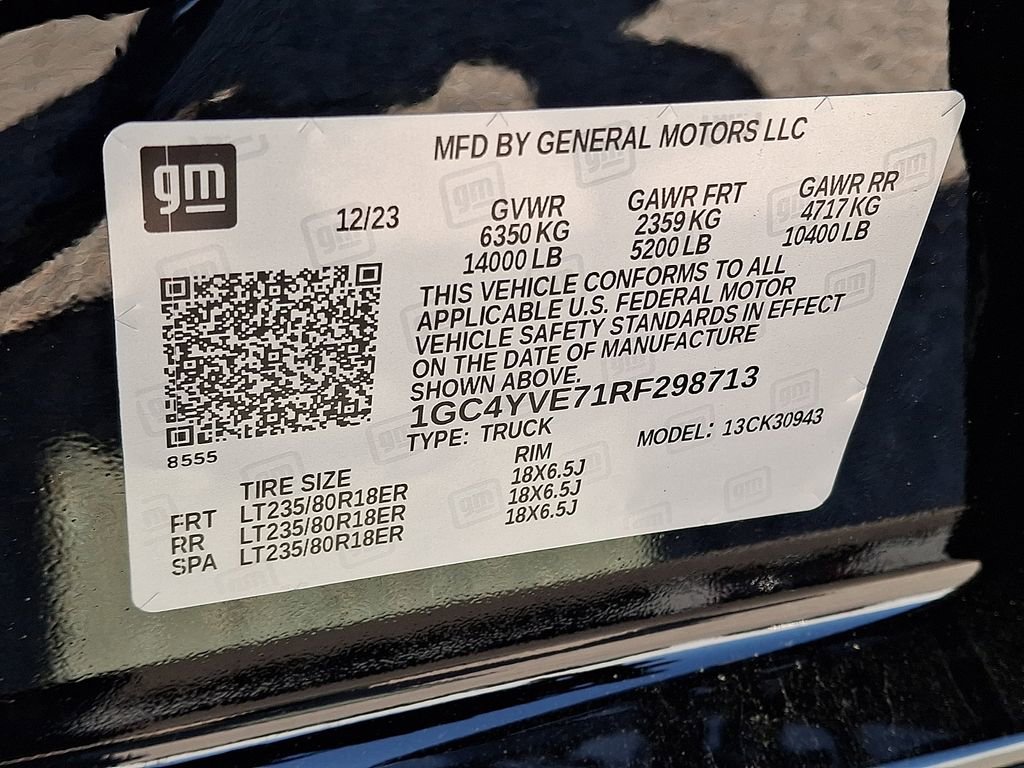 MFD BY GENERAL MOTORS LLC
gm
12/23
GVWR
6350 KG
14000 LB
GAWR FRT
2359 KG
5200 LB
GAWR RR
4717 KG
10400 LB
THIS VEHICLE CONFORMS TO ALL
APPLICABLE U.S. FEDERAL MOTOR
VEHICLE SAFETY STANDARDS IN EFFECT
ON THE DATE OF MANUFACTURE
SHOWN ABOVE.
1GC4YVE71RF298713
TYPE: TRUCK
MODEL: 13CK30943
8555
TIRE SIZE RIM
FRT LT235/80R18ER 18X6.5J
RR LT235/80R18ER 18X6.5J
SPA LT235/80R18ER 18X6.5J